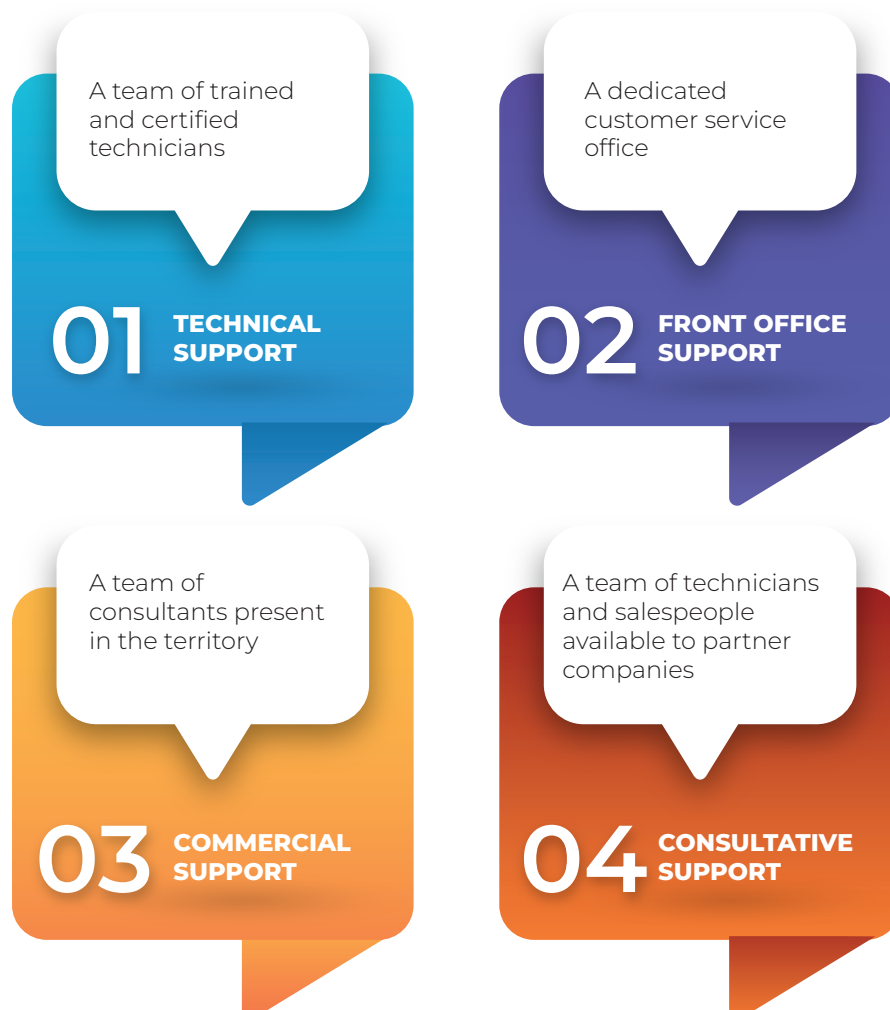 A team of trained
and certified
technicians
01
TECHNICAL
SUPPORT
A dedicated
customer service
office
02
FRONT OFFICE
SUPPORT
A team of
consultants present
in the territory
03
COMMERCIAL
SUPPORT
A team of technicians
and salespeople
available to partner
companies
04
CONSULTATIVE
SUPPORT